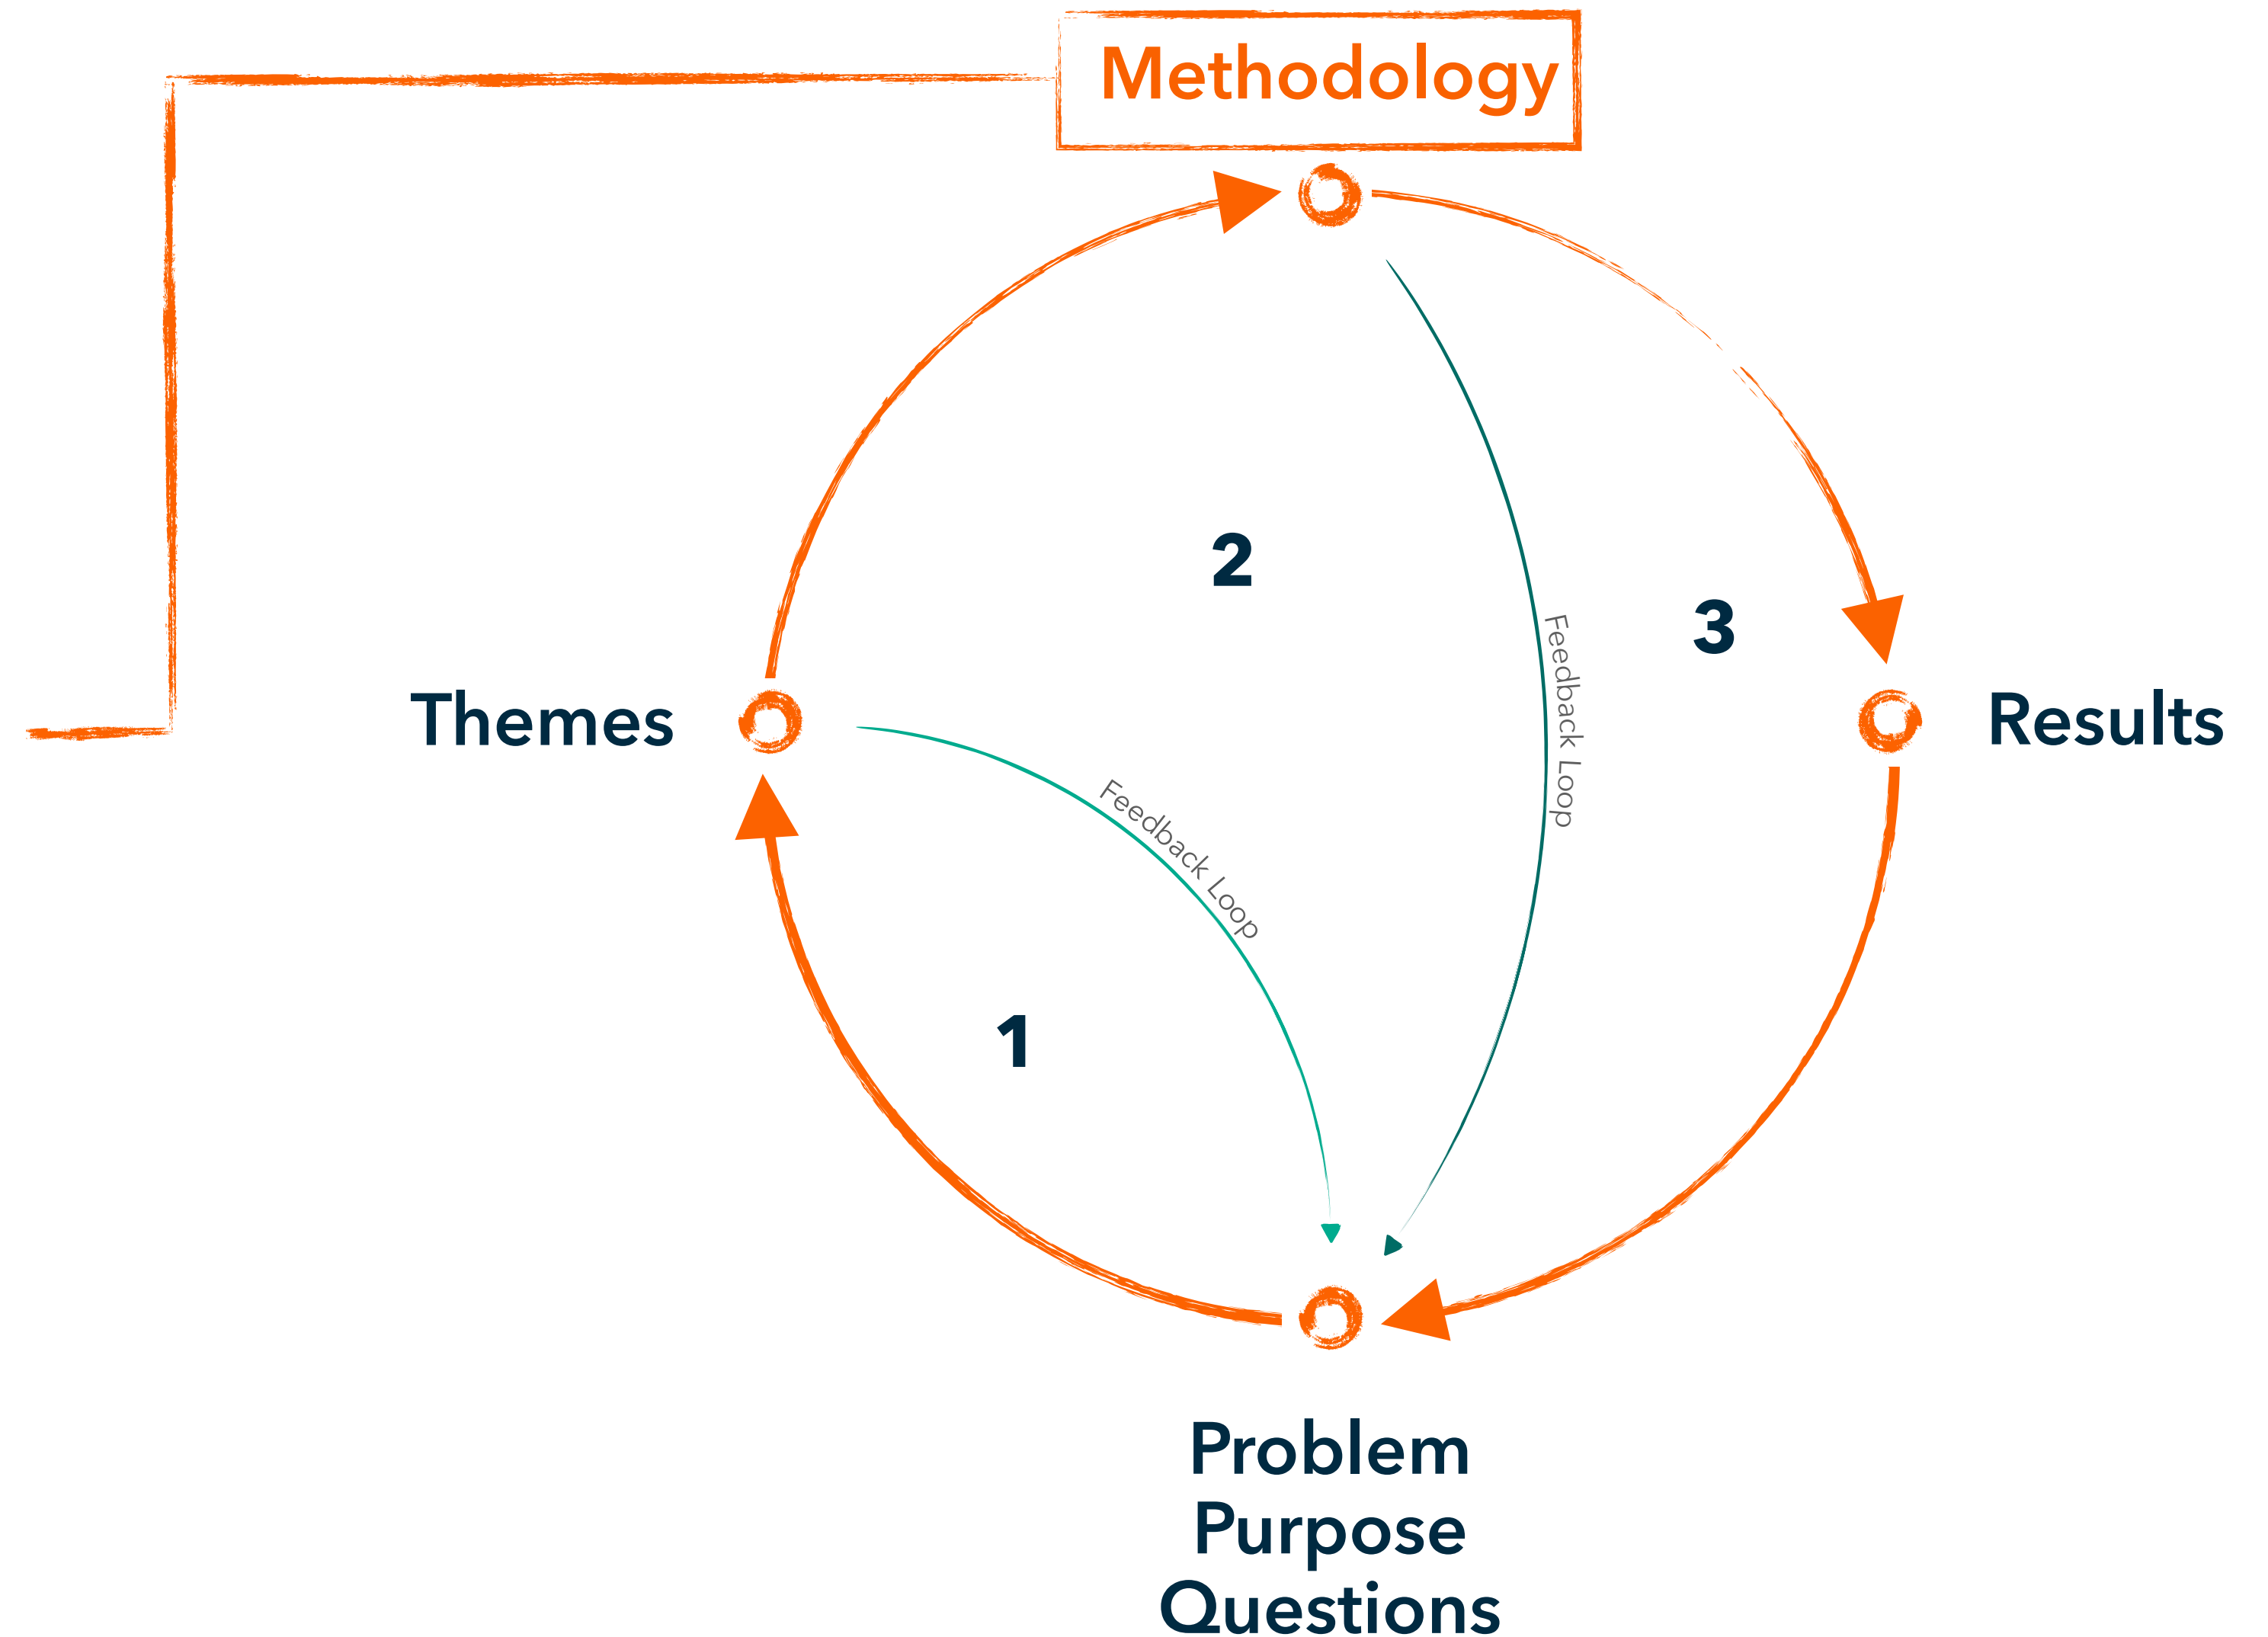 Methodology
2
3
Feedback Loop
Themes
Results
Feedback Loop
1
Problem
Purpose
Questions